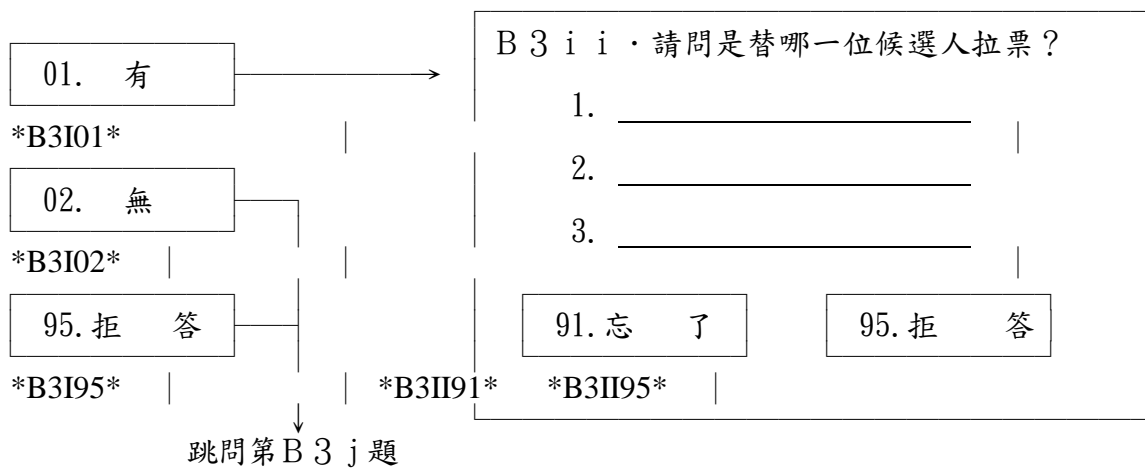 B3ii.請問是替哪一位候選人拉票？
01. 有
1.
*B3I01*
2.
02. 無
3.
*B3I02*
95.拒 答
91.忘 了 95.拒 答
*B3I95* *B3II91* *B3II95*
跳問第B3j題